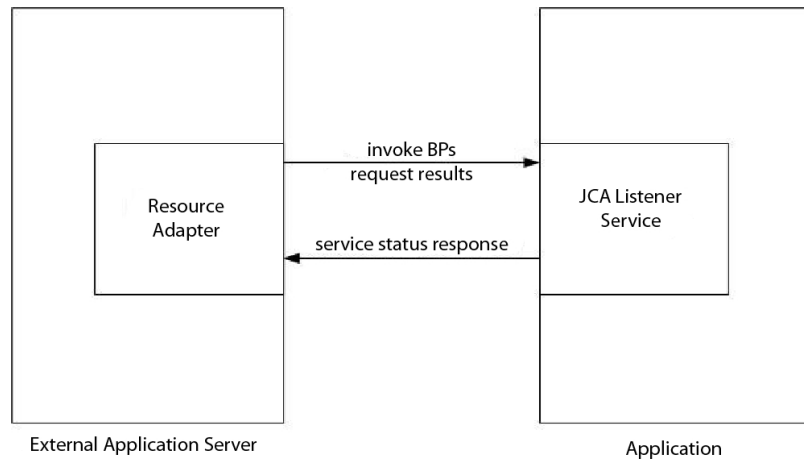 invoke BPs
request results
Resource
Adapter
JCA Listener
Service
service status response
External Application Server
Application